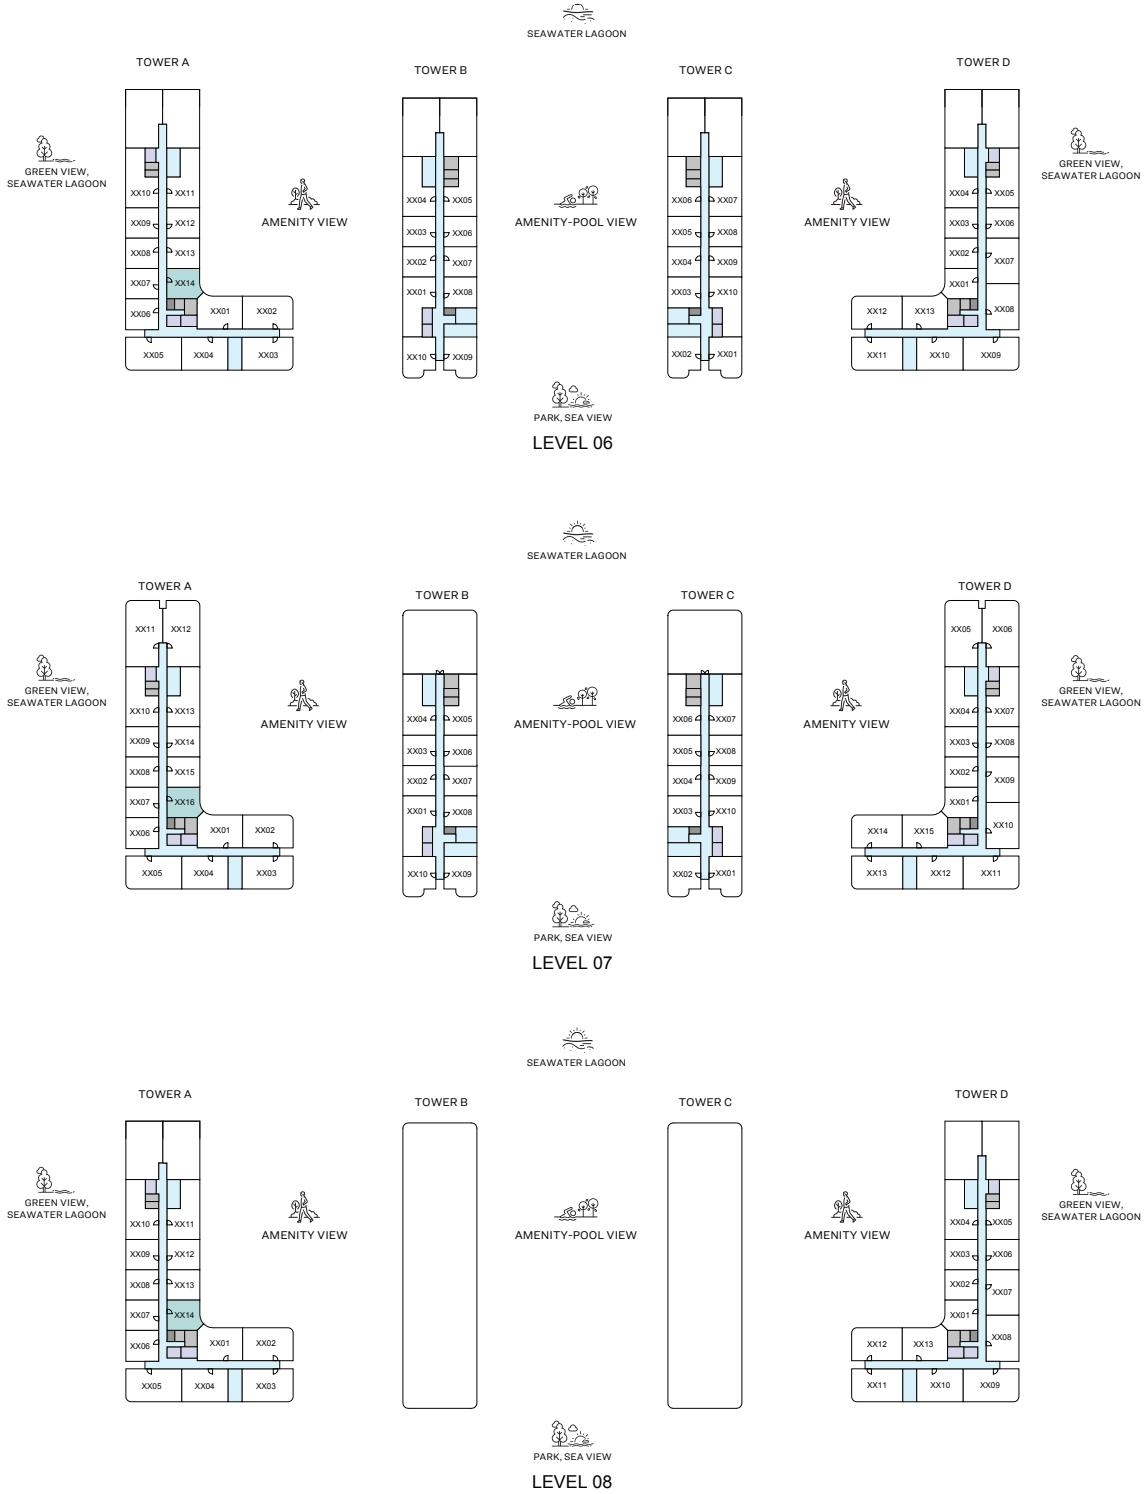 SEAWATER LAGOON
TOWER A
TOWER B
TOWER C
TOWER D
GREEN VIEW,
SEAWATER LAGOON
AMENITY VIEW
AMENITY-POOL VIEW
AMENITY VIEW
GREEN VIEW,
SEAWATER LAGOON
XX10 XX11
XX09 XX12
XX08 XX13
XX07 XX14
XX06 XX01 XX02
XX05 XX04 XX03
XX04 XX05
XX03 XX06
XX02 XX07
XX01 XX08
XX10 XX09
XX06 XX07
XX05 XX08
XX04 XX09
XX03 XX10
XX02 XX01
XX04 XX05
XX03 XX06
XX02 XX07
XX01
XX12 XX13 XX08
XX11 XX10 XX09
PARK, SEA VIEW
LEVEL 06
SEAWATER LAGOON
TOWER A
TOWER B
TOWER C
TOWER D
GREEN VIEW,
SEAWATER LAGOON
AMENITY VIEW
AMENITY-POOL VIEW
AMENITY VIEW
GREEN VIEW,
SEAWATER LAGOON
XX11 XX12
XX10 XX13
XX09 XX14
XX08 XX15
XX07 XX16
XX06 XX01 XX02
XX05 XX04 XX03
XX04 XX05
XX03 XX06
XX02 XX07
XX01 XX08
XX10 XX09
XX06 XX07
XX05 XX08
XX04 XX09
XX03 XX10
XX02 XX01
XX05 XX06
XX04 XX07
XX03 XX08
XX02 XX09
XX01
XX14 XX15 XX10
XX13 XX12 XX11
PARK, SEA VIEW
LEVEL 07
SEAWATER LAGOON
TOWER A
TOWER B
TOWER C
TOWER D
GREEN VIEW,
SEAWATER LAGOON
AMENITY VIEW
AMENITY-POOL VIEW
AMENITY VIEW
GREEN VIEW,
SEAWATER LAGOON
XX10 XX11
XX09 XX12
XX08 XX13
XX07 XX14
XX06 XX01 XX02
XX05 XX04 XX03
XX04 XX05
XX03 XX06
XX02 XX07
XX01
XX12 XX13 XX08
XX11 XX10 XX09
PARK, SEA VIEW
LEVEL 08